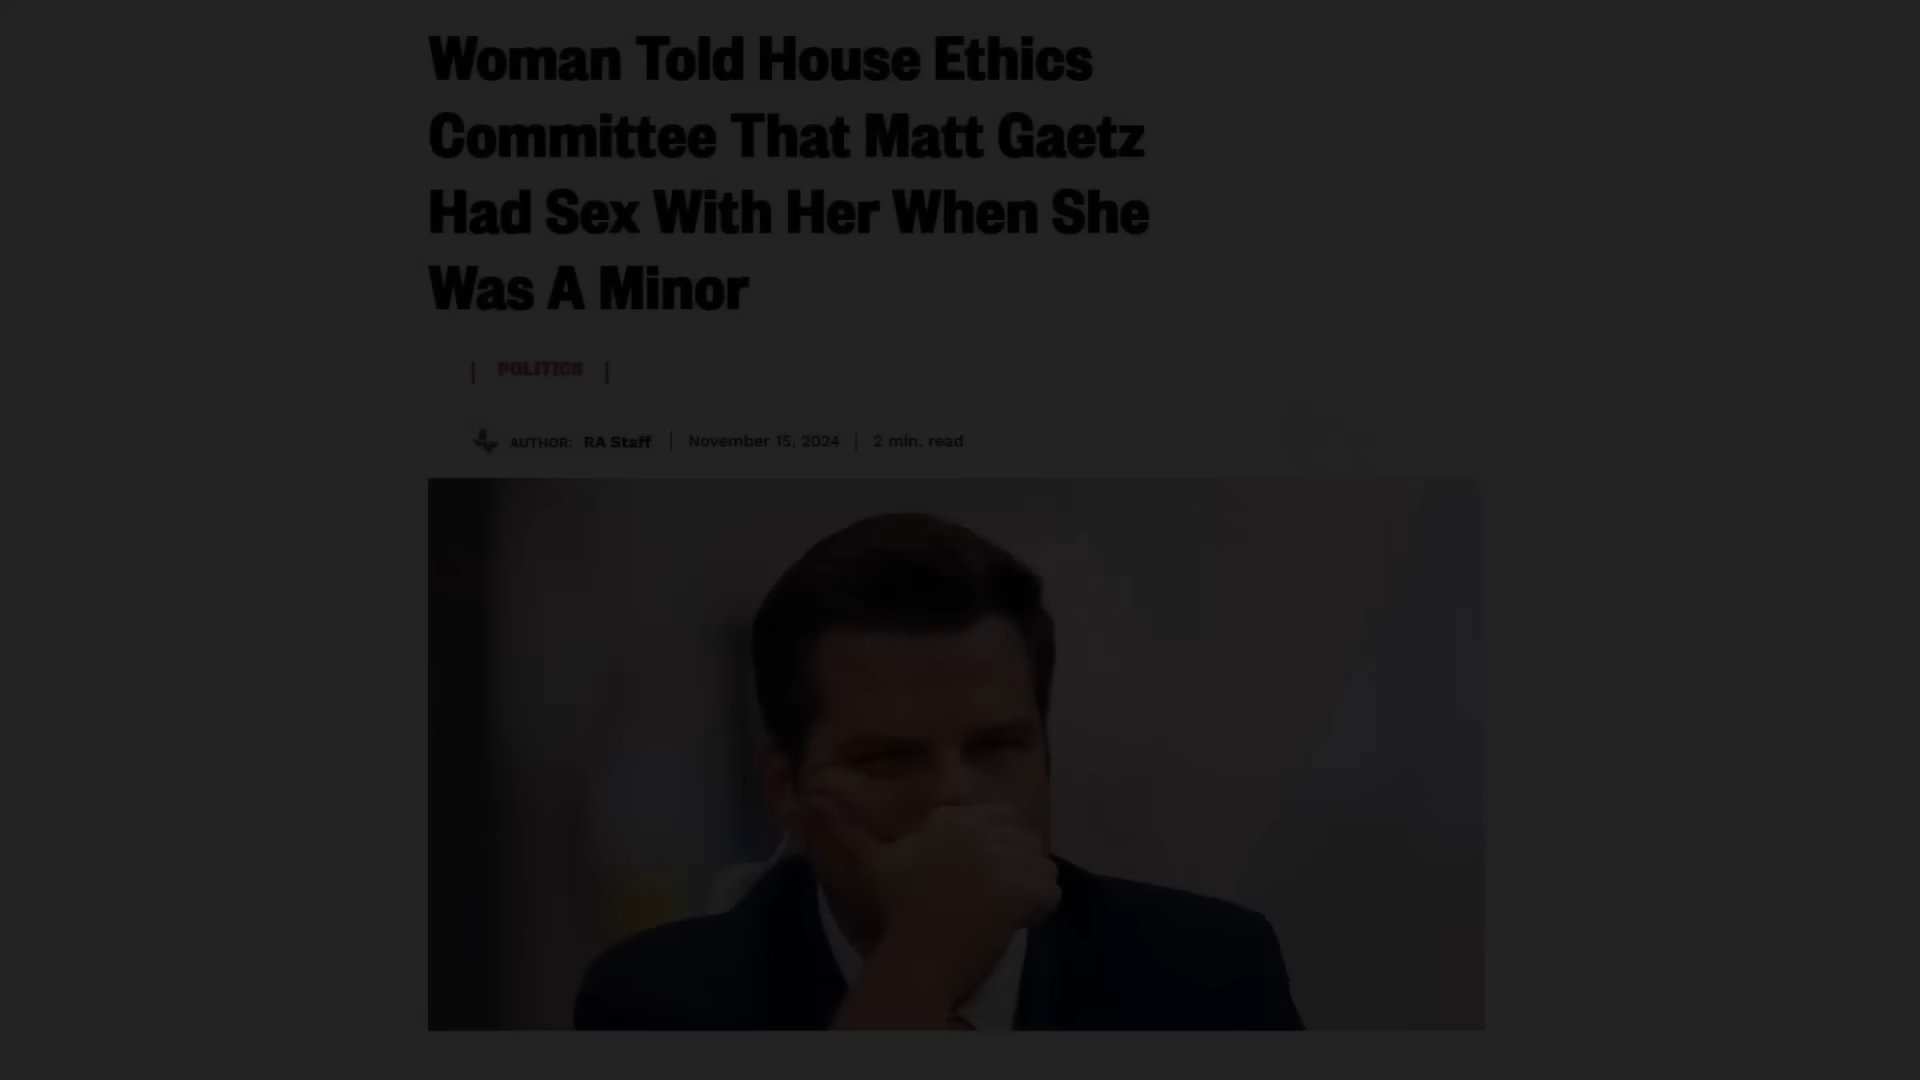 Woman Told House Ethics
Committee That Matt Gaetz
Had Sex With Her When She
Was A Minor
| POLITICS |
AUTHOR: RA Staff | November 15, 2024 | 2 min. read